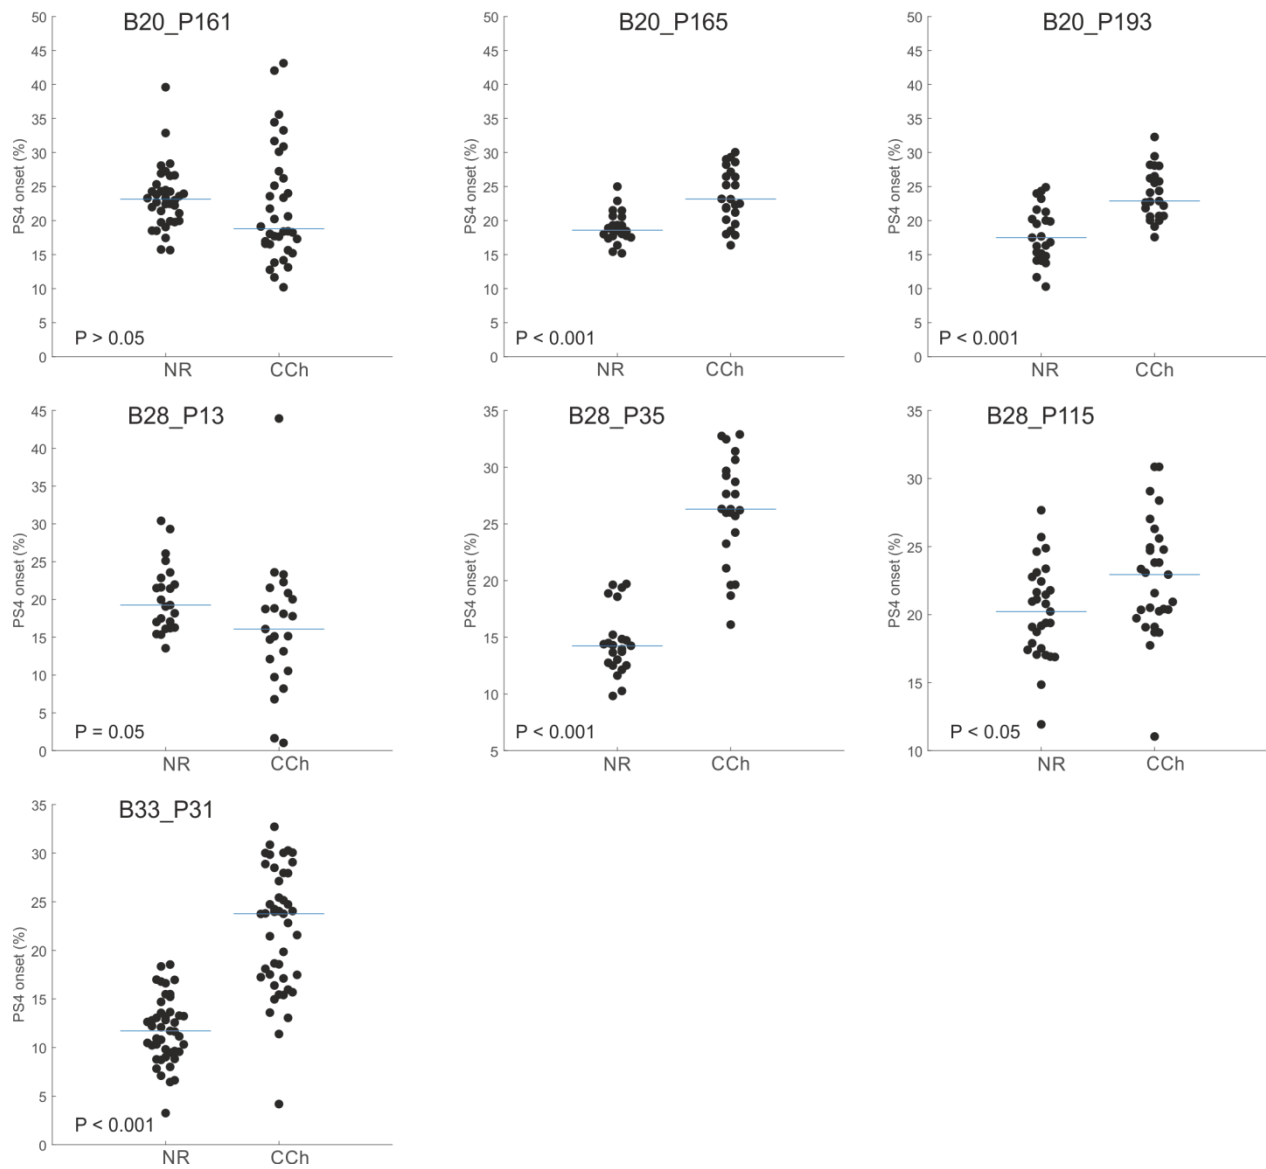 B20_P161
50
45
40
35
30
25
20
15
10
5
0
PS4 onset (%)
P > 0.05
NR CCh
B20_P165
50
45
40
35
30
25
20
15
10
5
0
PS4 onset (%)
P < 0.001
NR CCh
B20_P193
50
45
40
35
30
25
20
15
10
5
0
PS4 onset (%)
P < 0.001
NR CCh
B28_P13
45
40
35
30
25
20
15
10
5
0
PS4 onset (%)
P = 0.05
NR CCh
B28_P35
35
30
25
20
15
10
5
PS4 onset (%)
P < 0.001
NR CCh
B28_P115
35
30
25
20
15
10
PS4 onset (%)
P < 0.05
NR CCh
B33_P31
35
30
25
20
15
10
5
0
PS4 onset (%)
P < 0.001
NR CCh